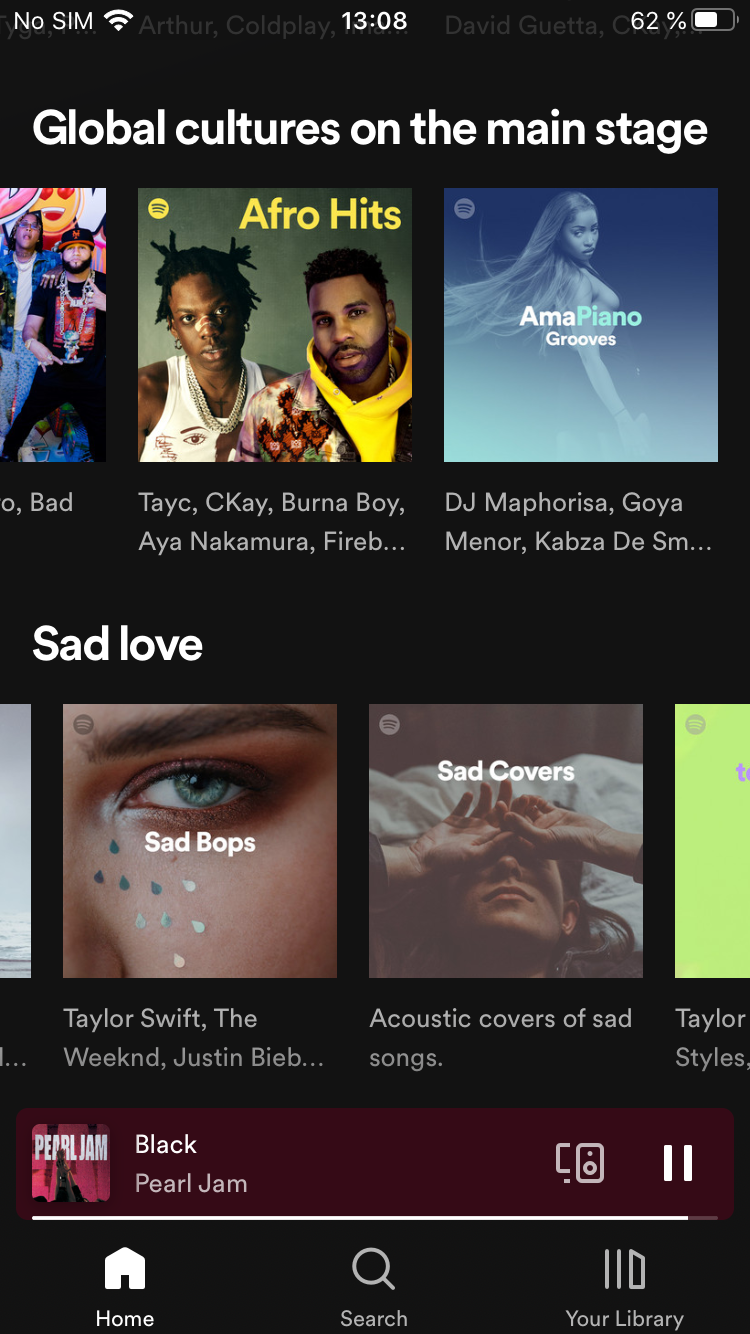 No SIM 13:08 62 %
Arthur, Coldplay, Ima... David Guetta, CKay,...
Global cultures on the main stage
Afro Hits
AmaPiano
Grooves
o, Bad
Tayc, CKay, Burna Boy,
Aya Nakamura, Fireb...
DJ Maphorisa, Goya
Menor, Kabza De Sm...
Sad love
Sad Bops
Sad Covers
Taylor Swift, The
Weeknd, Justin Bieb...
Acoustic covers of sad
songs.
Taylor
Styles,
PEARL JAM
Black
Pearl Jam
Home Search Your Library